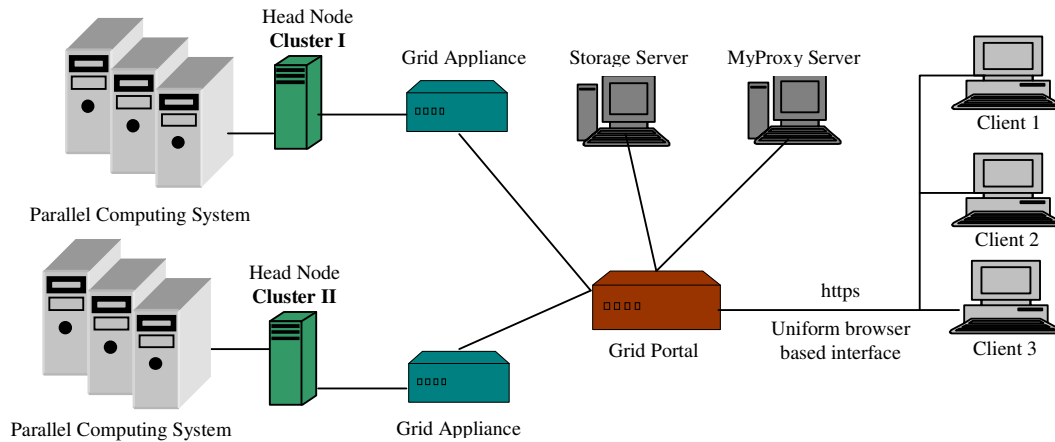 Head Node
Cluster I
Grid Appliance
Storage Server
MyProxy Server
Client 1
Parallel Computing System
Client 2
Head Node
Cluster II
https
Uniform browser
based interface
Grid Portal
Client 3
Parallel Computing System
Grid Appliance